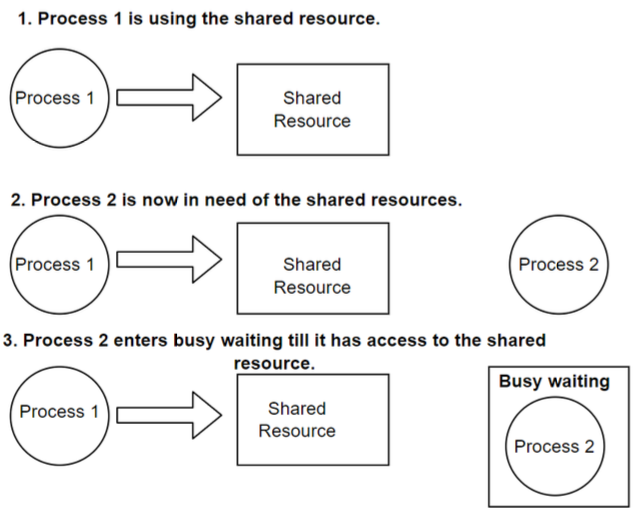 1. Process 1 is using the shared resource.
Process 1
Shared
Resource
2. Process 2 is now in need of the shared resources.
Process 1
Shared
Resource
Process 2
3. Process 2 enters busy waiting till it has access to the shared
resource.
Process 1
Shared
Resource
Busy waiting
Process 2